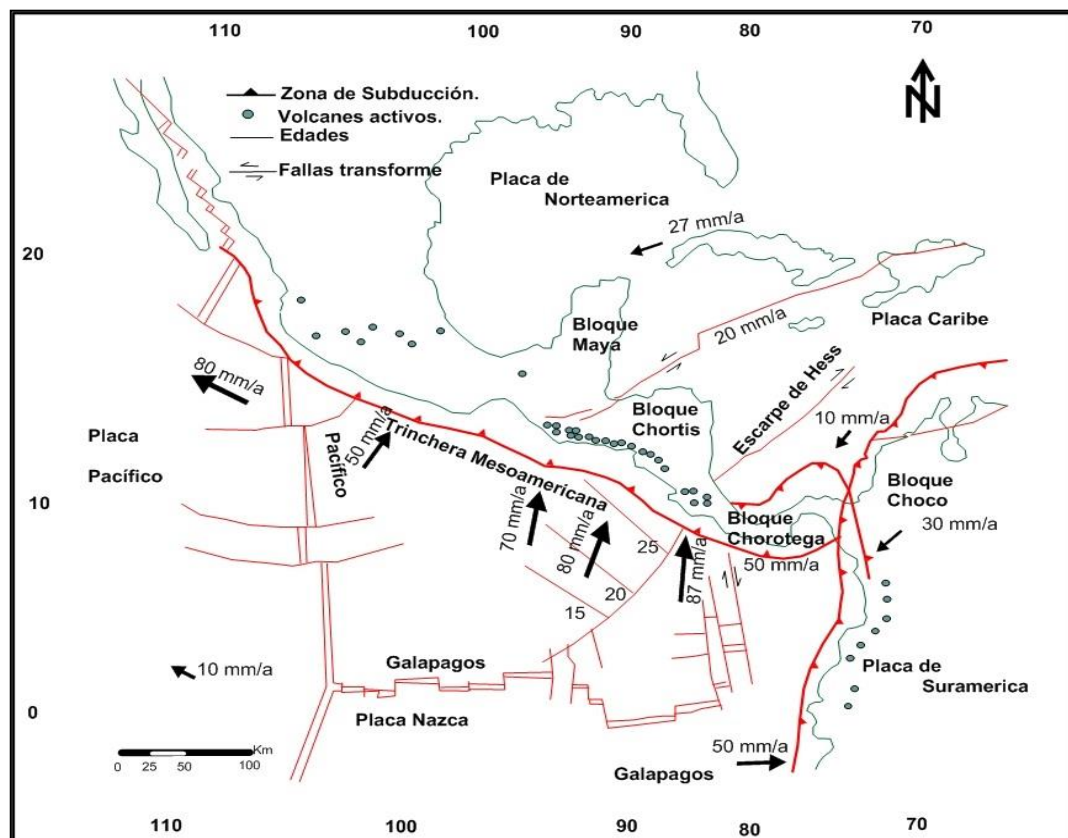 110
100
90
80
70
N
Zona de Subducción.
Volcanes activos.
Edades
Fallas transforme
Placa de
Norteamerica
27 mm/a
20
20 mm/a
Placa Caribe
Bloque
Maya
Bloque
Chortis
Escarpe de Hess
10 mm/a
80 mm/a
50 mm/a
Trinchera Mesoamericana
Placa
Pacífico
Pacífico
10
Bloque
Choco
Bloque
Chorotega
30 mm/a
70 mm/a
80 mm/a
25
87 mm/a
50 mm/a
20
15
10 mm/a
Galapagos
Placa de
Suramerica
0
Placa Nazca
50 mm/a
Galapagos
Km
0 25 50 100
110
100
90
80
70